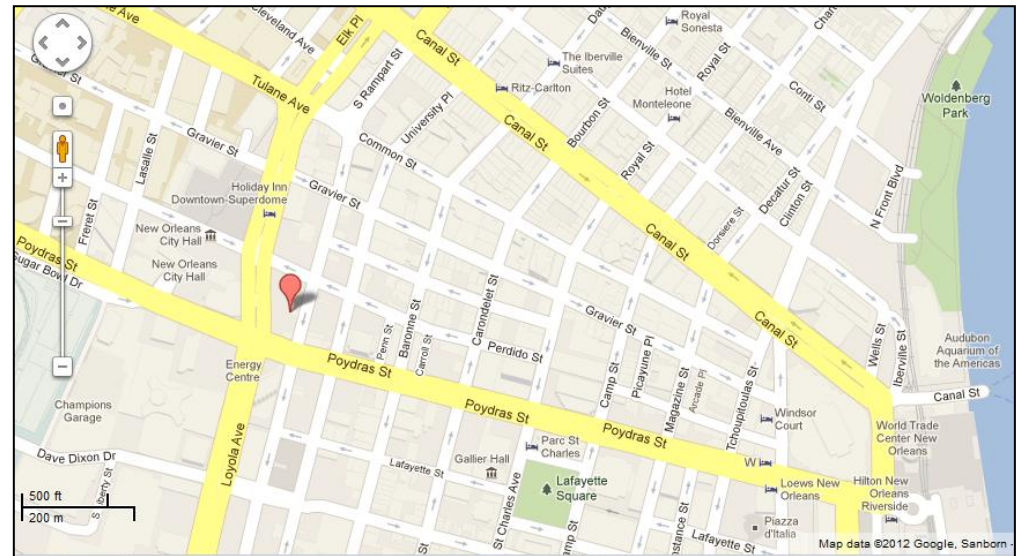 Cleveland Ave
Elk Pl
Canal St
Royal
Sonesta
Bienville St
Royal St
The Iberville
Suites
Conti St
Woldenberg
Park
Tulane Ave
S Rampart St
Ritz-Carlton
University Pl
Hotel
Monteleone
Bourbon St
Bienville Ave
Gravier St
Lasalle St
Common St
Canal St
Royal St
Decatur St
Clinton St
N Front Blvd
Holiday Inn
Downtown-Superdome
Gravier St
Freret St
New Orleans
City Hall
Dorsiere St
Canal St
Poydras St
Sugar Bowl Dr
New Orleans
City Hall
Carondelet St
Baronne St
Penn St
Carroll St
Gravier St
Canal St
Wells St
Iberville St
Audubon
Aquarium of
the Americas
Perdido St
Picayune Pl
Camp St
Magazine St
Arcade Pl
Tchoupitoulas St
Energy
Centre
Poydras St
Canal St
Champions
Garage
Poydras St
Poydras St
Windsor
Court
World Trade
Center New
Orleans
Loyola Ave
Parc St
Charles
Gallier Hall
Dave Dixon Dr
Lafayette St
St Charles Ave
Lafayette
Square
W
Loews New
Orleans
Hilton New
Orleans
Riverside
500 ft
200 m
Piazza
d'Italia
Lafayette St
Map data ©2012 Google, Sanborn -